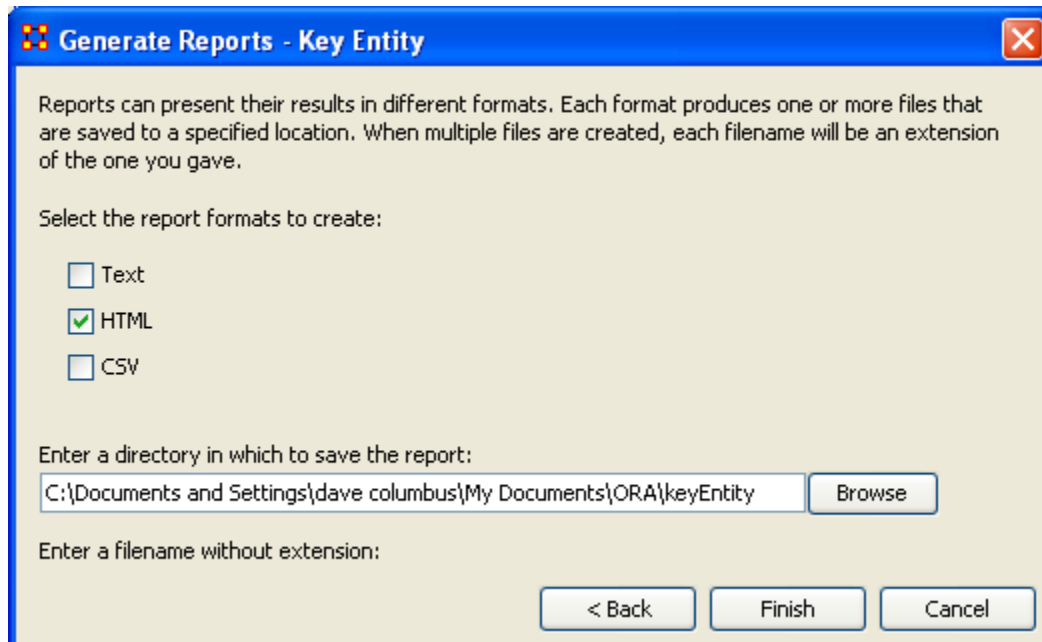 Generate Reports - Key Entity
Reports can present their results in different formats. Each format produces one or more files that
are saved to a specified location. When multiple files are created, each filename will be an extension
of the one you gave.
Select the report formats to create:
Text
HTML
CSV
Enter a directory in which to save the report:
C:\Documents and Settings\dave columbus\My Documents\ORA\keyEntity Browse
Enter a filename without extension:
< Back Finish Cancel